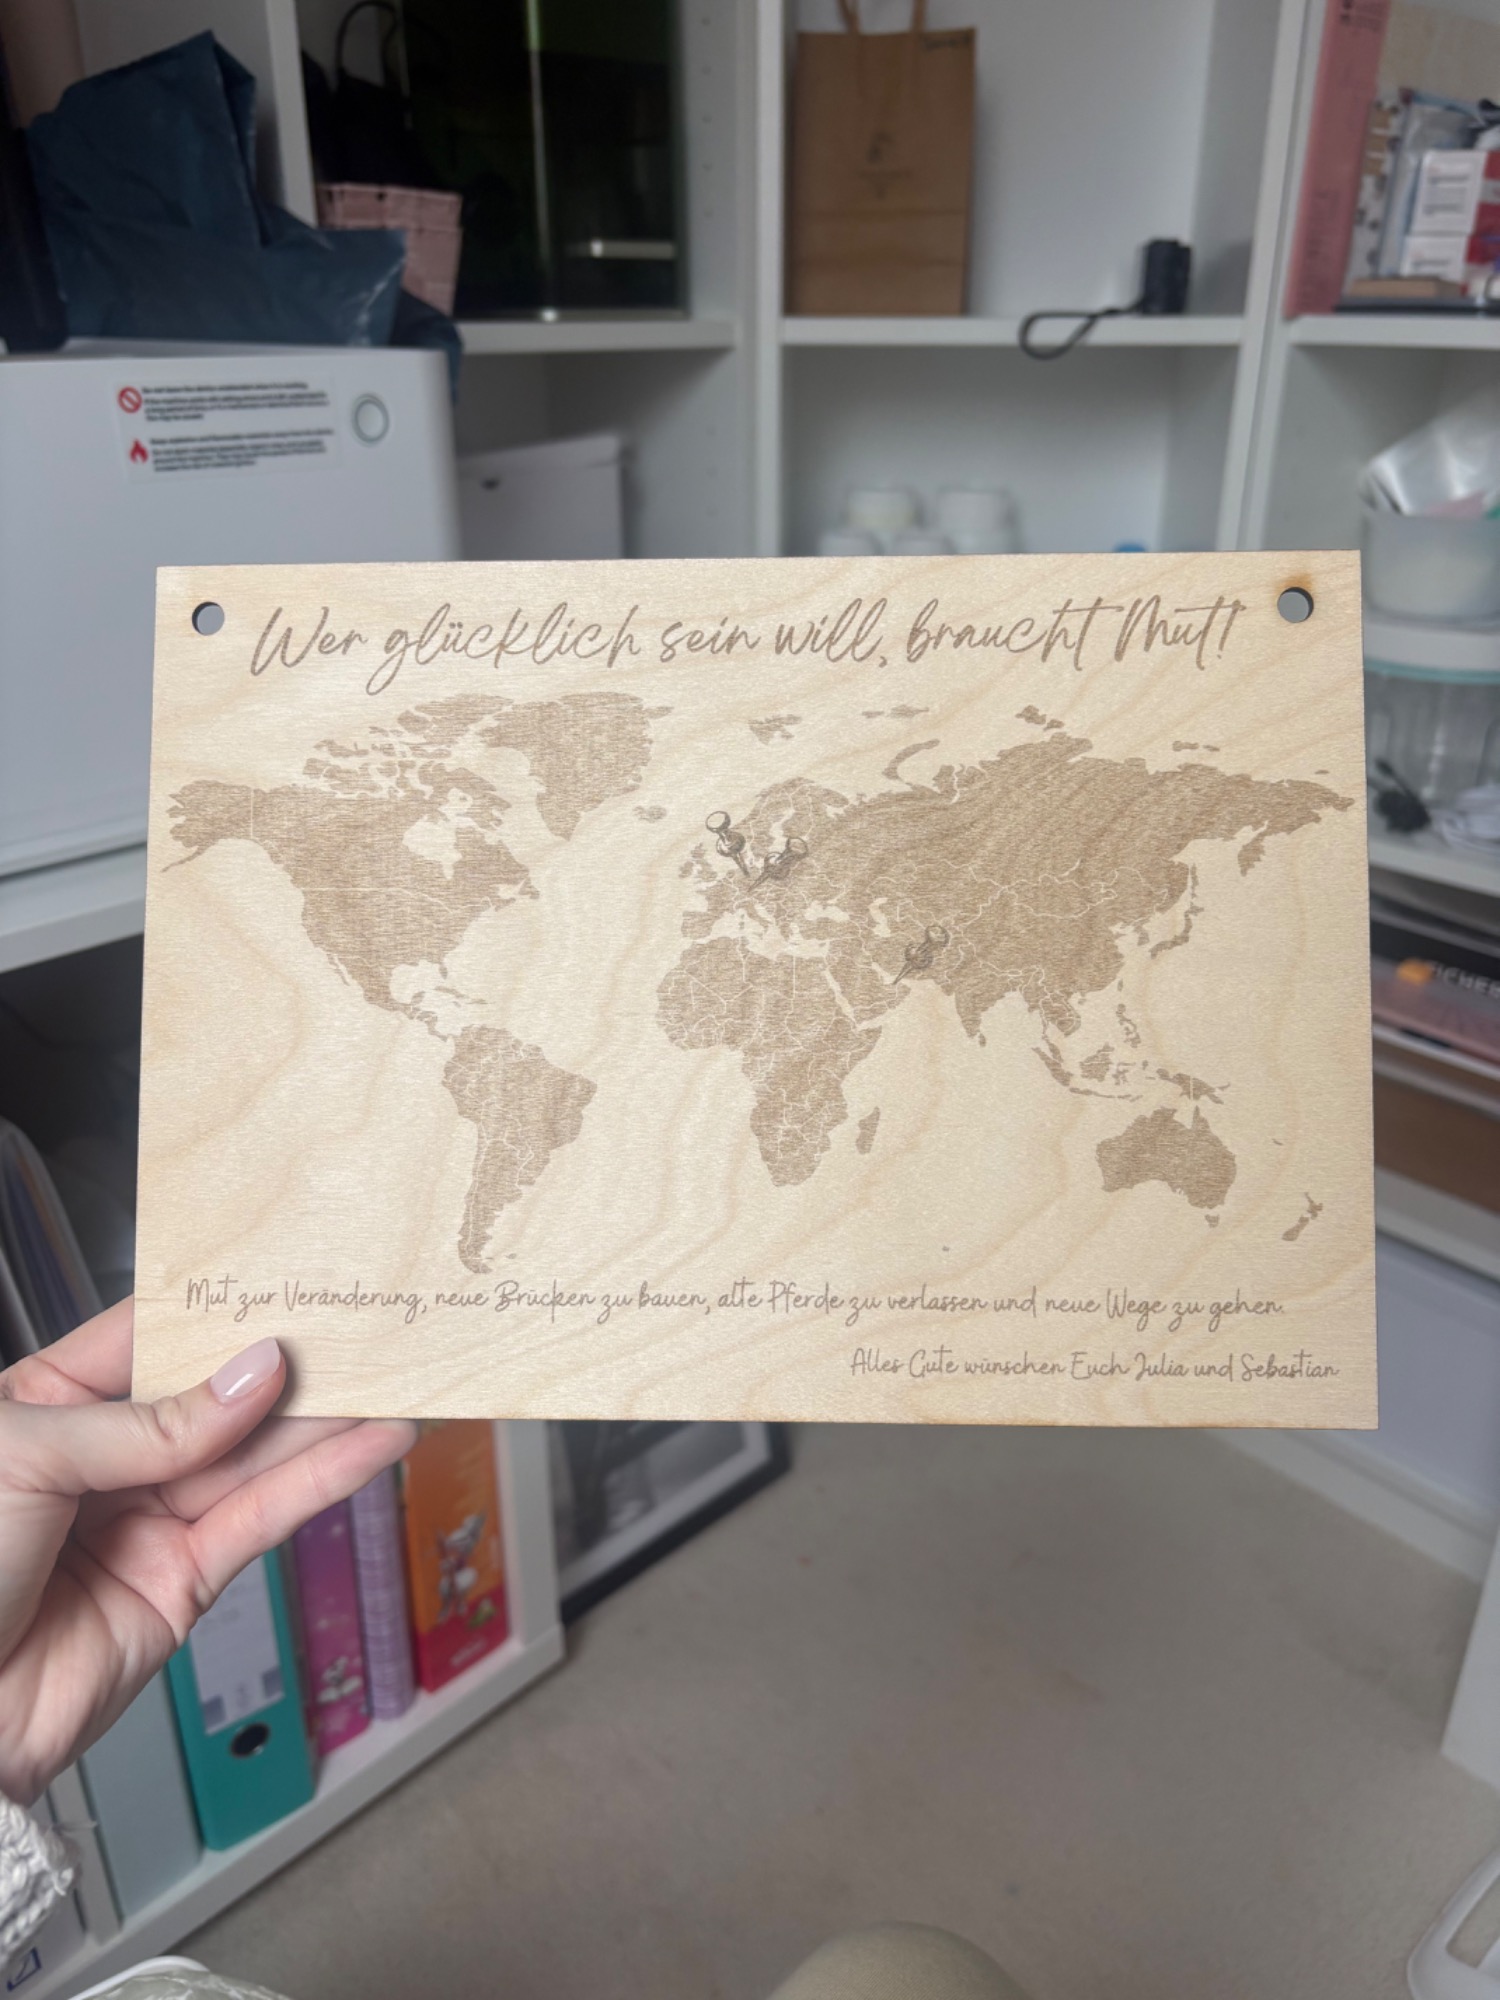 Wer glücklich sein will, braucht Mut!
Mut zur Veränderung, neue Brücken zu bauen, alte Pferde zu verlassen und neue Wege zu gehen.
Alles Gute wünschen Euch Julia und Sebastian